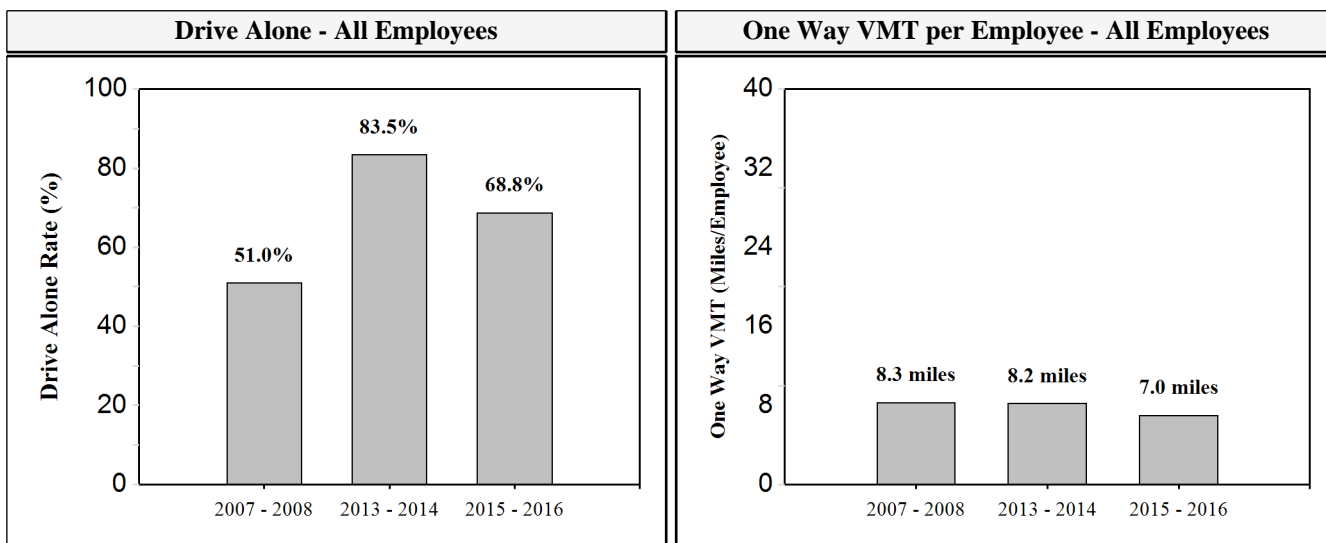 Drive Alone - All Employees
100
80
60
40
20
0
Drive Alone Rate (%)
51.0%
83.5%
68.8%
2007 - 2008
2013 - 2014
2015 - 2016
One Way VMT per Employee - All Employees
40
32
24
16
8
0
One Way VMT (Miles/Employee)
8.3 miles
8.2 miles
7.0 miles
2007 - 2008
2013 - 2014
2015 - 2016